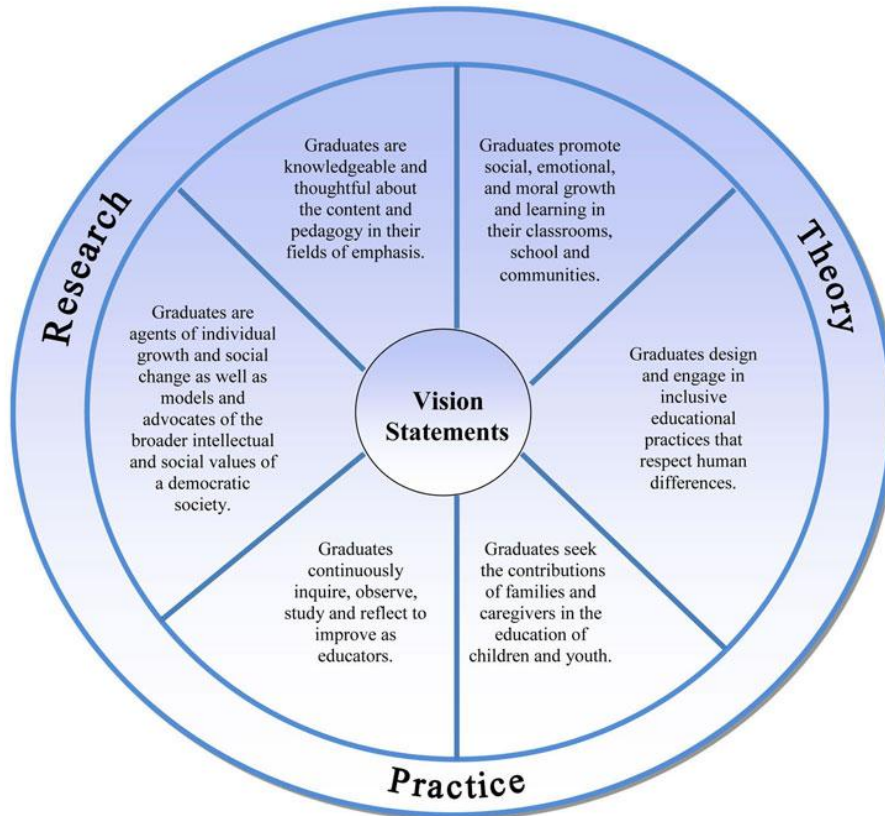 Research
Theory
Practice
Graduates are
knowledgeable and
thoughtful about
the content and
pedagogy in their
fields of emphasis.
Graduates promote
social, emotional,
and moral growth
and learning in
their classrooms,
school and
communities.
Graduates are
agents of individual
growth and social
change as well as
models and
advocates of the
broader intellectual
and social values of
a democratic
society.
Vision
Statements
Graduates design
and engage in
inclusive
educational
practices that
respect human
differences.
Graduates
continuously
inquire, observe,
study and reflect to
improve as
educators.
Graduates seek
the contributions
of families and
caregivers in the
education of
children and youth.